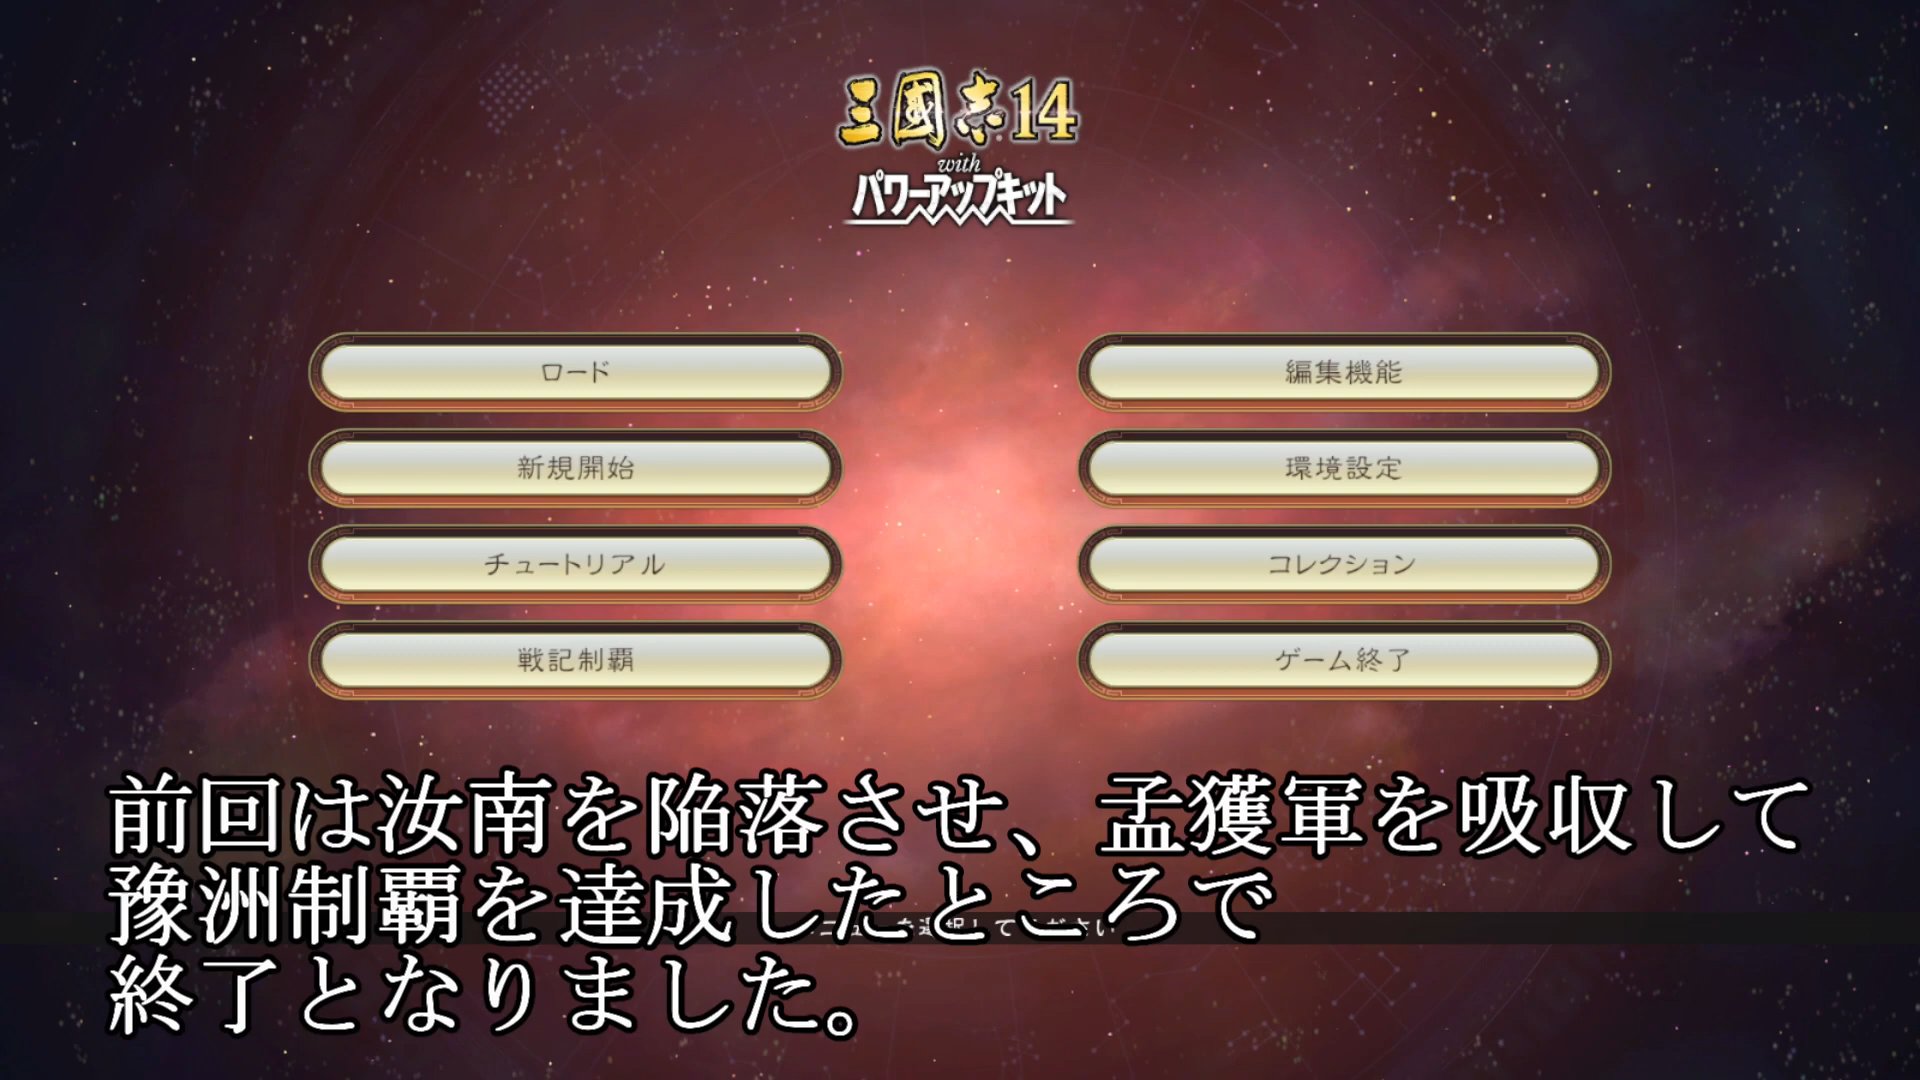 三國志14
with
パワーアップキット
ロード
編集機能
新規開始
環境設定
チュートリアル
コレクション
戦記制覇
ゲーム終了
前回は汝南を陥落させ、孟獲軍を吸収して
豫洲制覇を達成したところで
終了となりました。